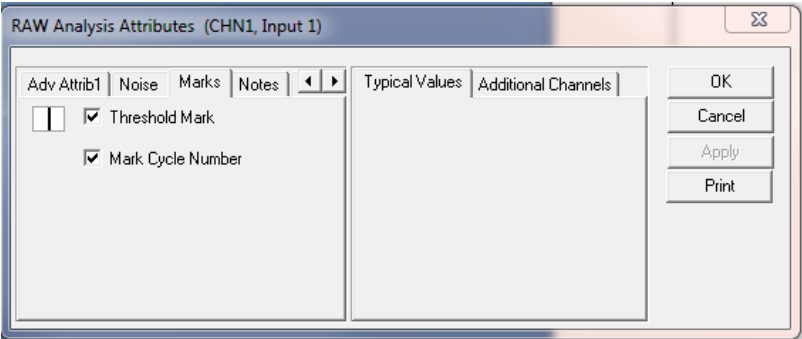 RAW Analysis Attributes (CHN1, Input 1)
Adv Attrib1 Noise Marks Notes
Threshold Mark
Mark Cycle Number
Typical Values Additional Channels
OK
Cancel
Apply
Print